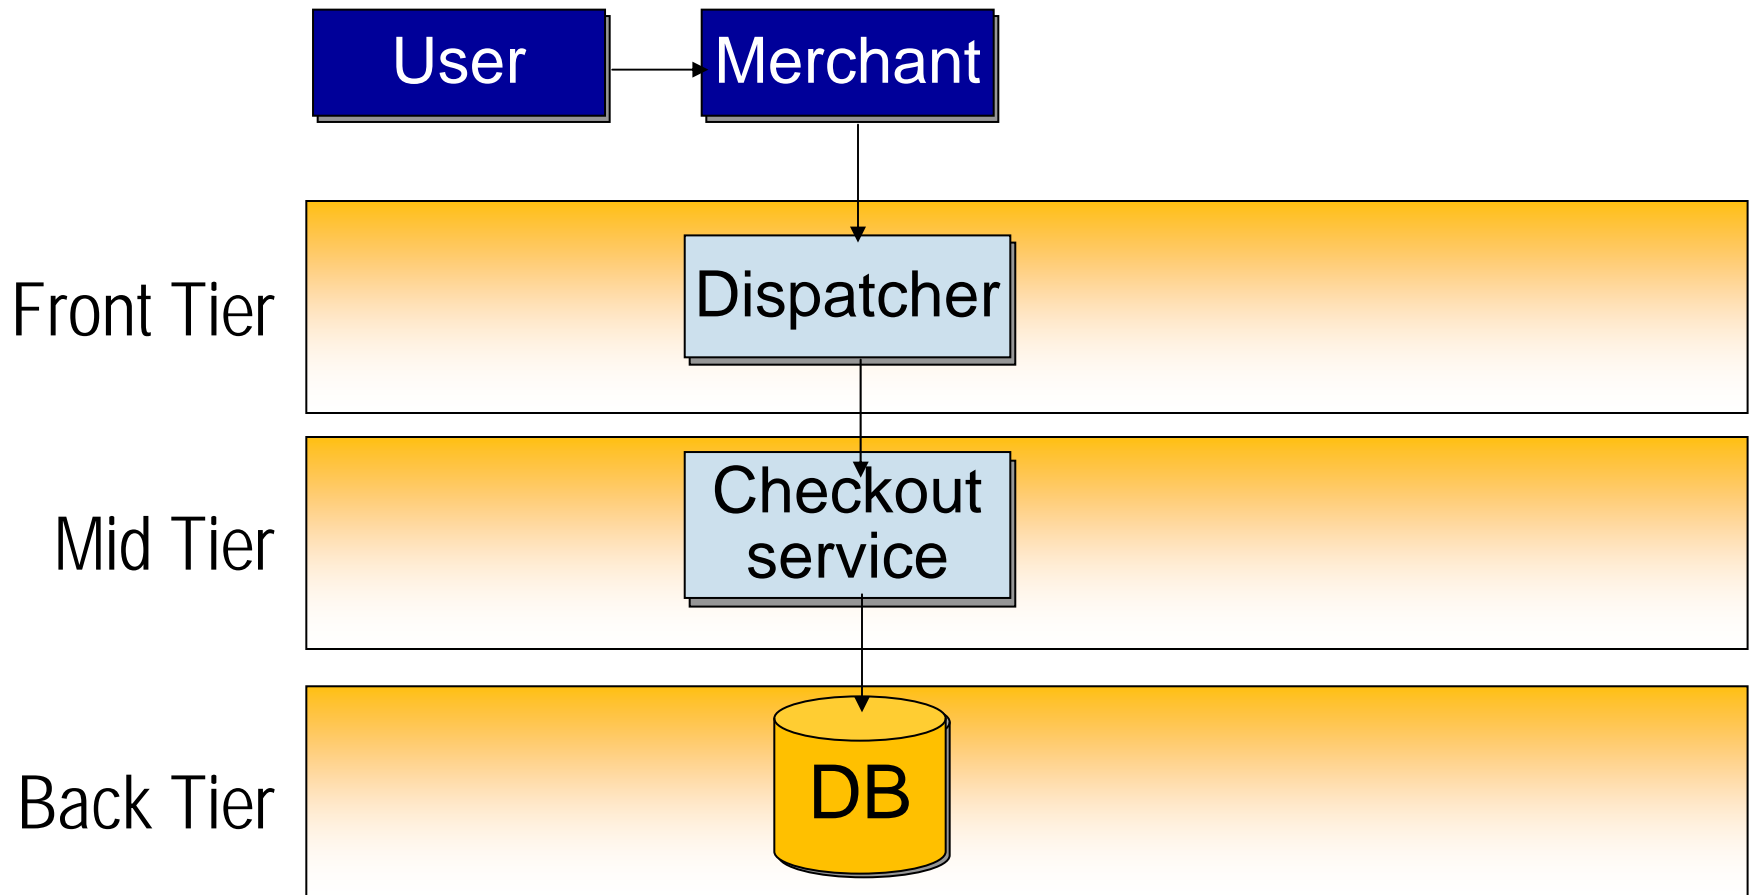 User
Merchant
Front Tier
Dispatcher
Mid Tier
Checkout
service
Back Tier
DB